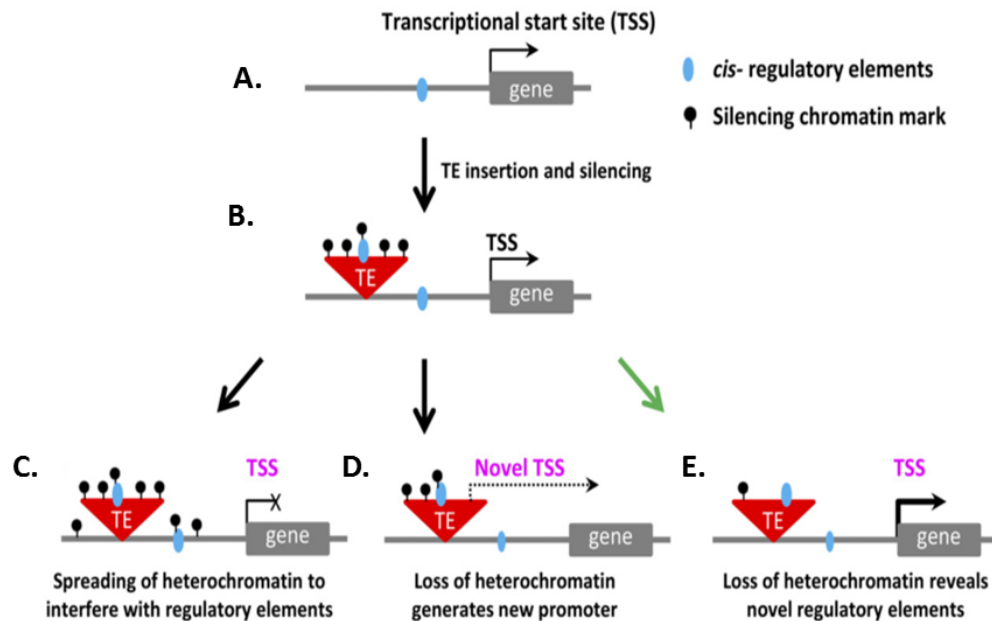 Transcriptional start site (TSS)
A.
gene
cis- regulatory elements
Silencing chromatin mark
TE insertion and silencing
B.
TE
TSS
gene
C.
TE
TSS
gene
Spreading of heterochromatin to
interfere with regulatory elements
D.
TE
Novel TSS
gene
Loss of heterochromatin
generates new promoter
E.
TE
TSS
gene
Loss of heterochromatin reveals
novel regulatory elements